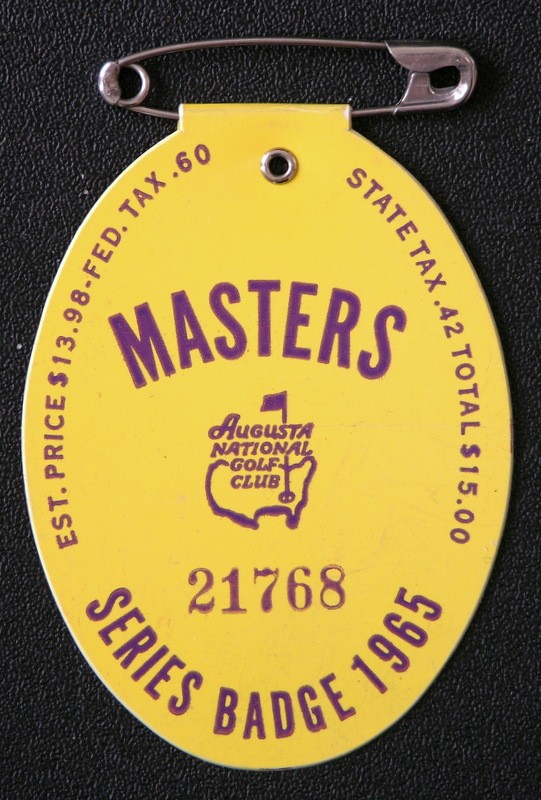 EST. PRICE $13.98-FED. TAX .60
STATE TAX .42 TOTAL $15.00
MASTERS
AUGUSTA
NATIONAL
GOLF
CLUB
21768
SERIES BADGE 1965